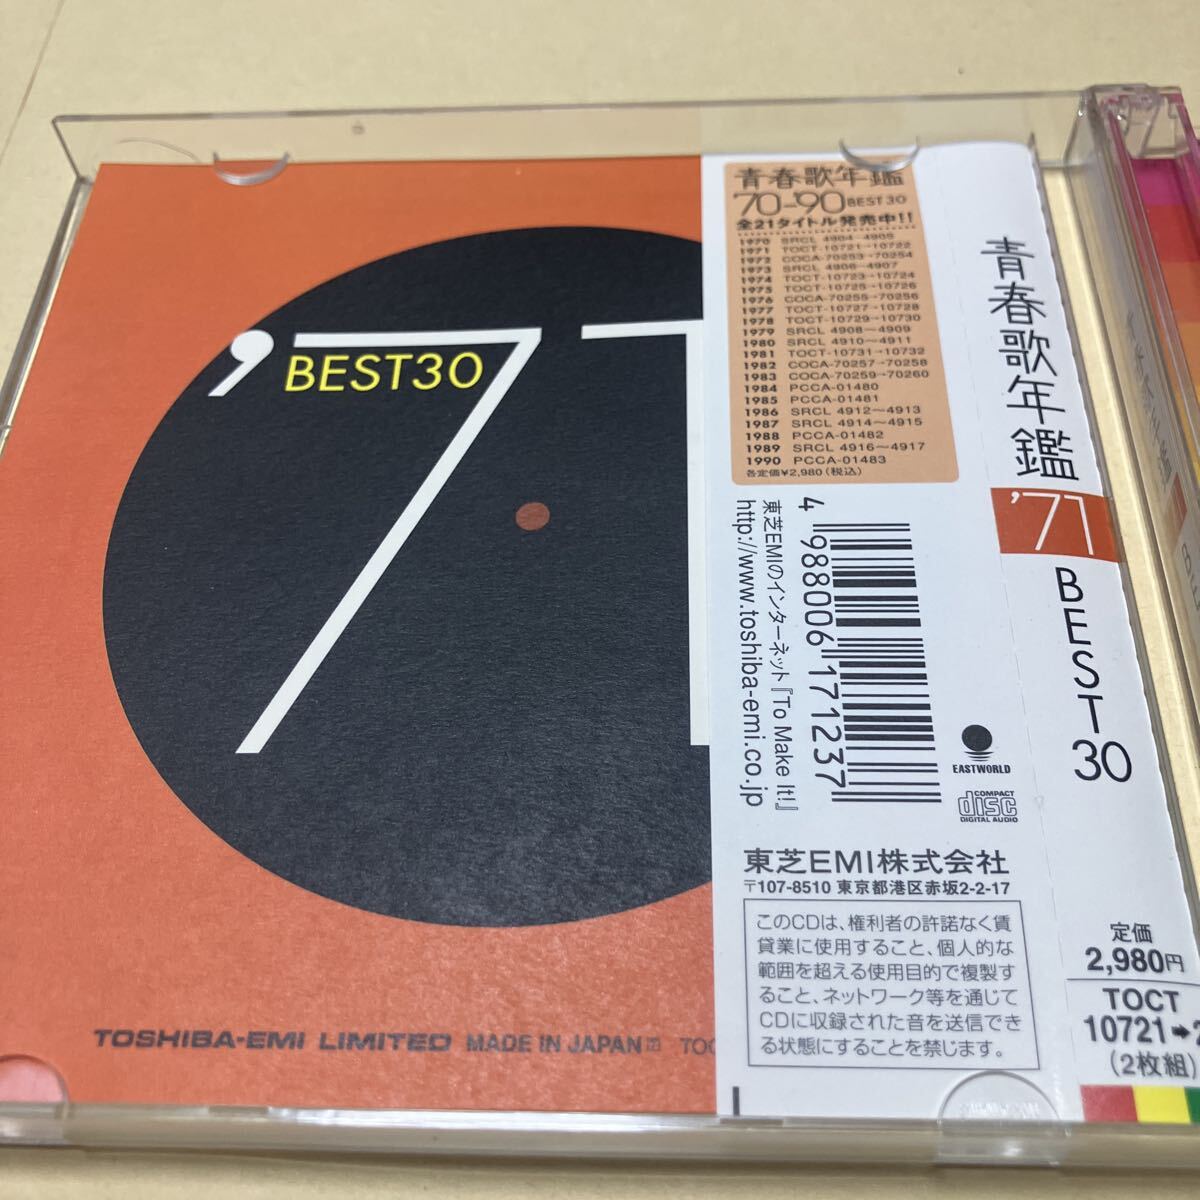 '71
BEST30
TOSHIBA-EMI LIMITED MADE IN JAPAN TOC
青春歌年鑑
'70-'90 BEST 30
全21タイトル発売中!!
1970 SRCL 4904~4905
1971 TOCT-10721→10722
1972 COCA-70253→70254
1973 SRCL 4906~4907
1974 TOCT-10723→10724
1975 TOCT-10725→10726
1976 COCA-70255→70256
1977 TOCT-10727→10728
1978 TOCT-10729→10730
1979 SRCL 4908~4909
1980 SRCL 4910~4911
1981 TOCT-10731→10732
1982 COCA-70257→70258
1983 COCA-70259→70260
1984 PCCA-01480
1985 PCCA-01481
1986 SRCL 4912~4913
1987 SRCL 4914~4915
1988 PCCA-01482
1989 SRCL 4916~4917
1990 PCCA-01483
各定価¥2,980(税込)
4 988006 171237
東芝EMIのインターネット『To Make It!』
http://www.toshiba-emi.co.jp
EASTWORLD
COMPACT
disc
DIGITAL AUDIO
東芝EMI株式会社
〒107-8510 東京都港区赤坂2-2-17
このCDは、権利者の許諾なく賃
貸業に使用すること、個人的な
範囲を超える使用目的で複製す
ること、ネットワーク等を通じて
CDに収録された音を送信でき
る状態にすることを禁じます。
青春歌年鑑
'71
BEST
30
定価
2,980円
TOCT
10721→2
(2枚組)